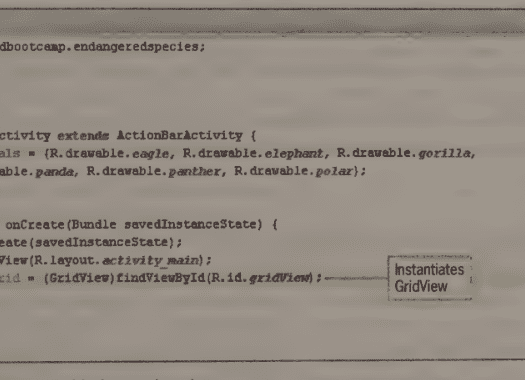 dbootcamp.endangeredspecies;
ctivity extends ActionBarActivity {
als = {R.drawable.eagle, R.drawable.elephant, R.drawable.gorilla,
able.panda, R.drawable.panther, R.drawable.polar};
onCreate(Bundle savedInstanceState) {
eate(savedInstanceState);
View(R.layout.activity_main);
rid = (GridView)findViewById(R.id.gridView);
Instantiates
GridView